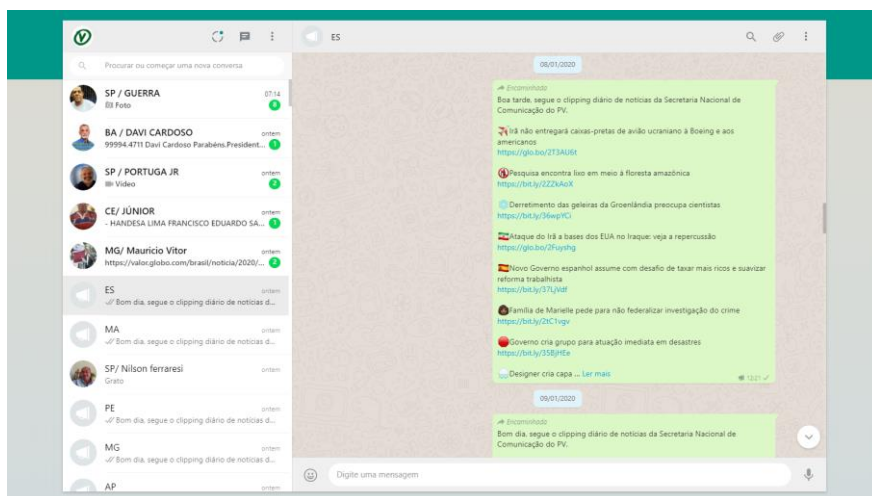 ES
Procurar ou começar uma nova conversa
SP / GUERRA
07:14
Foto
8
BA / DAVI CARDOSO
ontem
99994.4711 Davi Cardoso Parabéns,President...
1
SP / PORTUGA JR
ontem
Vídeo
2
CE/ JÚNIOR
ontem
- HANDESA LIMA FRANCISCO EDUARDO SA...
1
MG/ Mauricio Vitor
ontem
https://valor.globo.com/brasil/noticia/2020/...
2
ES
ontem
Bom dia, segue o clipping diário de notícias d...
MA
ontem
Bom dia, segue o clipping diário de notícias d...
SP/ Nilson ferraresi
ontem
Grato
PE
ontem
Bom dia, segue o clipping diário de notícias d...
MG
ontem
Bom dia, segue o clipping diário de notícias d...
AP
ontem
08/01/2020
Encaminhada
Boa tarde, segue o clipping diário de notícias da Secretaria Nacional de
Comunicação do PV.
Irã não entregará caixas-pretas de avião ucraniano à Boeing e aos
americanos
https://glo.bo/2T3AU6t
Pesquisa encontra lixo em meio à floresta amazônica
https://bit.ly/2ZZkAoX
Derretimento das geleiras da Groenlândia preocupa cientistas
https://bit.ly/36wpYCi
Ataque do Irã a bases dos EUA no Iraque: veja a repercussão
https://glo.bo/2Fuyshg
Novo Governo espanhol assume com desafio de taxar mais ricos e suavizar
reforma trabalhista
https://bit.ly/37LjVdf
Família de Marielle pede para não federalizar investigação do crime
https://bit.ly/2tC1vgv
Governo cria grupo para atuação imediata em desastres
https://bit.ly/35BjHEe
Designer cria capa ... Ler mais
13:21
09/01/2020
Encaminhada
Bom dia, segue o clipping diário de notícias da Secretaria Nacional de
Comunicação do PV.
Digite uma mensagem